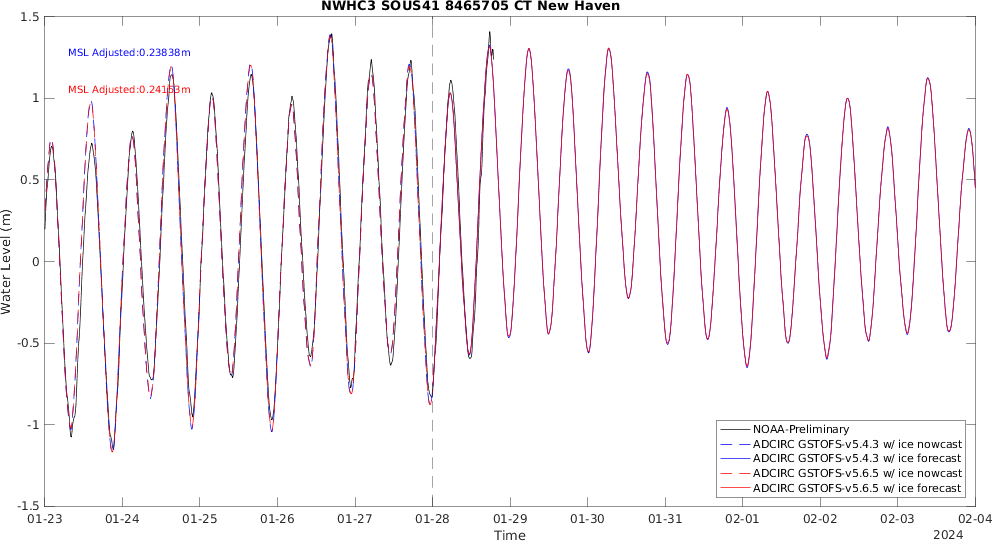 NWHC3 SOUS41 8465705 CT New Haven
1.5
MSL Adjusted:0.23838m
MSL Adjusted:0.24153m
1
0.5
0
-0.5
-1
-1.5
Water Level (m)
NOAA-Preliminary
ADCIRC GSTOFS-v5.4.3 w/ ice nowcast
ADCIRC GSTOFS-v5.4.3 w/ ice forecast
ADCIRC GSTOFS-v5.6.5 w/ ice nowcast
ADCIRC GSTOFS-v5.6.5 w/ ice forecast
01-23 01-24 01-25 01-26 01-27 01-28 01-29 01-30 01-31 02-01 02-02 02-03 02-04
Time
2024